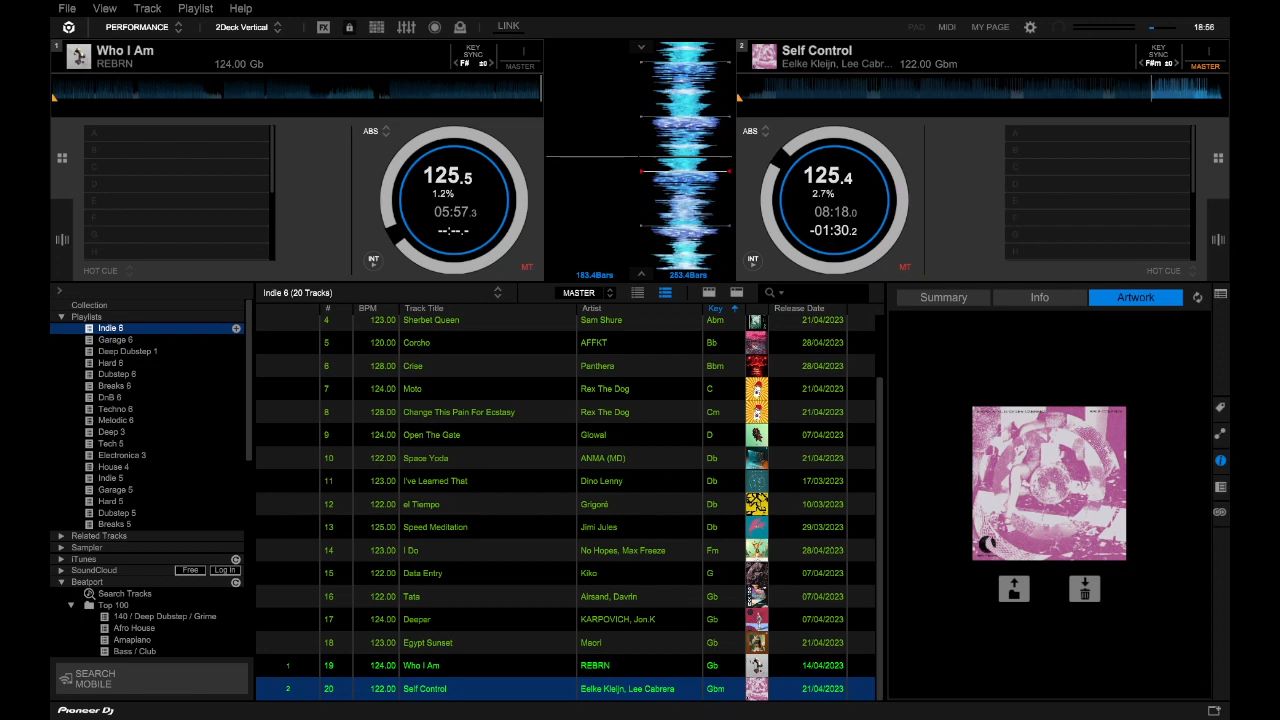 File View Track Playlist Help
PERFORMANCE 2Deck Vertical FX LINK PAD MIDI MY PAGE 18:56
1 Who I Am
REBRN 124.00 Gb
KEY SYNC F# ±0 MASTER
2 Self Control
Eelke Kleijn, Lee Cabr... 122.00 Gbm
KEY SYNC F#m ±0 MASTER
A
B
C
D
E
F
G
H
HOT CUE
ABS
125.5
1.2%
05:57.3
--:--.-
INT
MT
183.4Bars 253.4Bars
ABS
125.4
2.7%
08:18.0
-01:30.2
INT
MT
A
B
C
D
E
F
G
H
HOT CUE
Collection
Playlists
Indie 6
Garage 6
Deep Dubstep 1
Hard 6
Dubstep 6
Breaks 6
DnB 6
Techno 6
Melodic 6
Deep 3
Tech 5
Electronica 3
House 4
Indie 5
Garage 5
Hard 5
Dubstep 5
Breaks 5
Related Tracks
Sampler
iTunes
SoundCloud Free Log In
Beatport
Search Tracks
Top 100
140 / Deep Dubstep / Grime
Afro House
Amapiano
Bass / Club
SEARCH
MOBILE
Indie 6 (20 Tracks) MASTER
# BPM Track Title Artist Key Release Date
4 123.00 Sherbet Queen Sam Shure Abm 21/04/2023
5 120.00 Corcho AFFKT Bb 28/04/2023
6 128.00 Crise Panthera Bbm 28/04/2023
7 124.00 Moto Rex The Dog C 21/04/2023
8 128.00 Change This Pain For Ecstasy Rex The Dog Cm 21/04/2023
9 124.00 Open The Gate Glowal D 07/04/2023
10 122.00 Space Yoda ANMA (MD) Db 07/04/2023
11 123.00 I've Learned That Dino Lenny Db 17/03/2023
12 122.00 el Tiempo Grigoré Db 10/03/2023
13 125.00 Speed Meditation Jimi Jules Db 29/03/2023
14 123.00 I Do No Hopes, Max Freeze Fm 28/04/2023
15 122.00 Data Entry Kiko G 07/04/2023
16 122.00 Tata Airsand, Davrin Gb 07/04/2023
17 124.00 Deeper KARPOVICH, Jon.K Gb 07/04/2023
18 123.00 Egypt Sunset Maori Gb 21/04/2023
1 19 124.00 Who I Am REBRN Gb 14/04/2023
2 20 122.00 Self Control Eelke Kleijn, Lee Cabrera Gbm 21/04/2023
Summary Info Artwork
Pioneer Dj